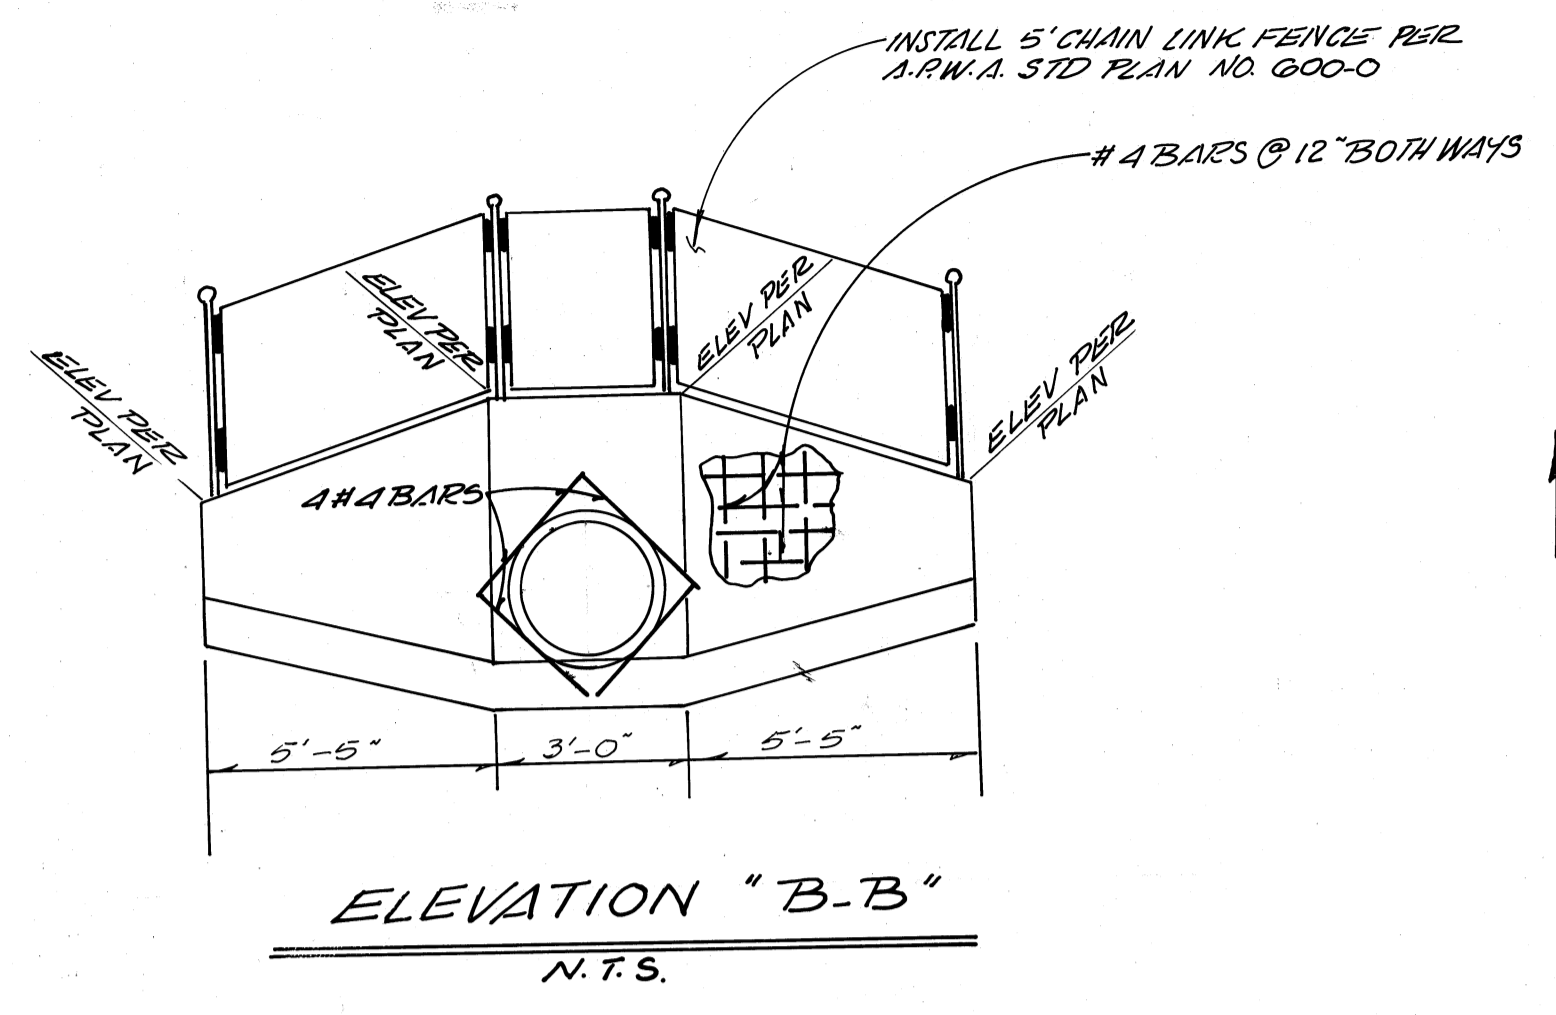 INSTALL 5' CHAIN LINK FENCE PER
A.P.W.A. STD PLAN NO. 600-0
#4 BARS @ 12" BOTH WAYS
ELEV PER
PLAN
ELEV PER
PLAN
ELEV PER
PLAN
ELEV PER
PLAN
4#4 BARS
5'-5"
3'-0"
5'-5"
ELEVATION "B-B"
N.T.S.